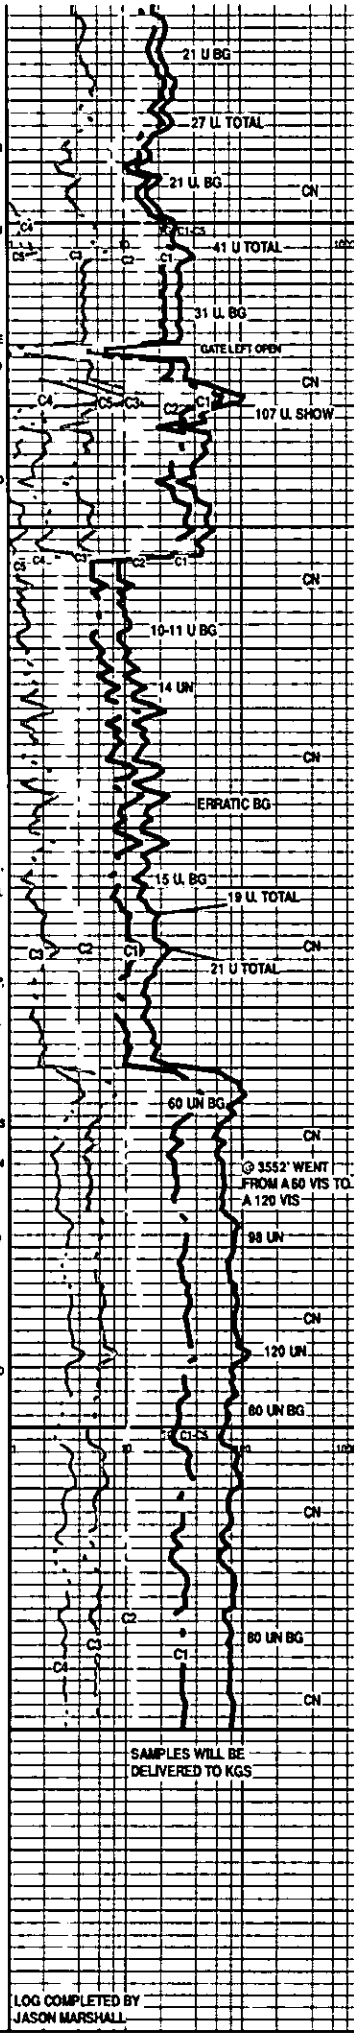 21 U BG
27 U. TOTAL
21 U. BG
CN
C4
C1-C5
41 U TOTAL
C3 C2 C1
31 U. BG
GATE LEFT OPEN
CN
C4 C5 C3 C2 C1
107 U. SHOW
C5 C4 C3 C2 C1
CN
10-11 U BG
14 UN
CN
ERRATIC BG
15 U. BG
19 U. TOTAL
C3 C2 C1 CN
21 U TOTAL
60 UN BG
CN
@ 3552' WENT
FROM A 60 VIS TO
A 120 VIS
98 UN
CN
120 UN
60 UN BG
C1-C5
CN
C2
80 UN BG
C3
C1
C4
CN
SAMPLES WILL BE
DELIVERED TO KGS
LOG COMPLETED BY
JASON MARSHALL